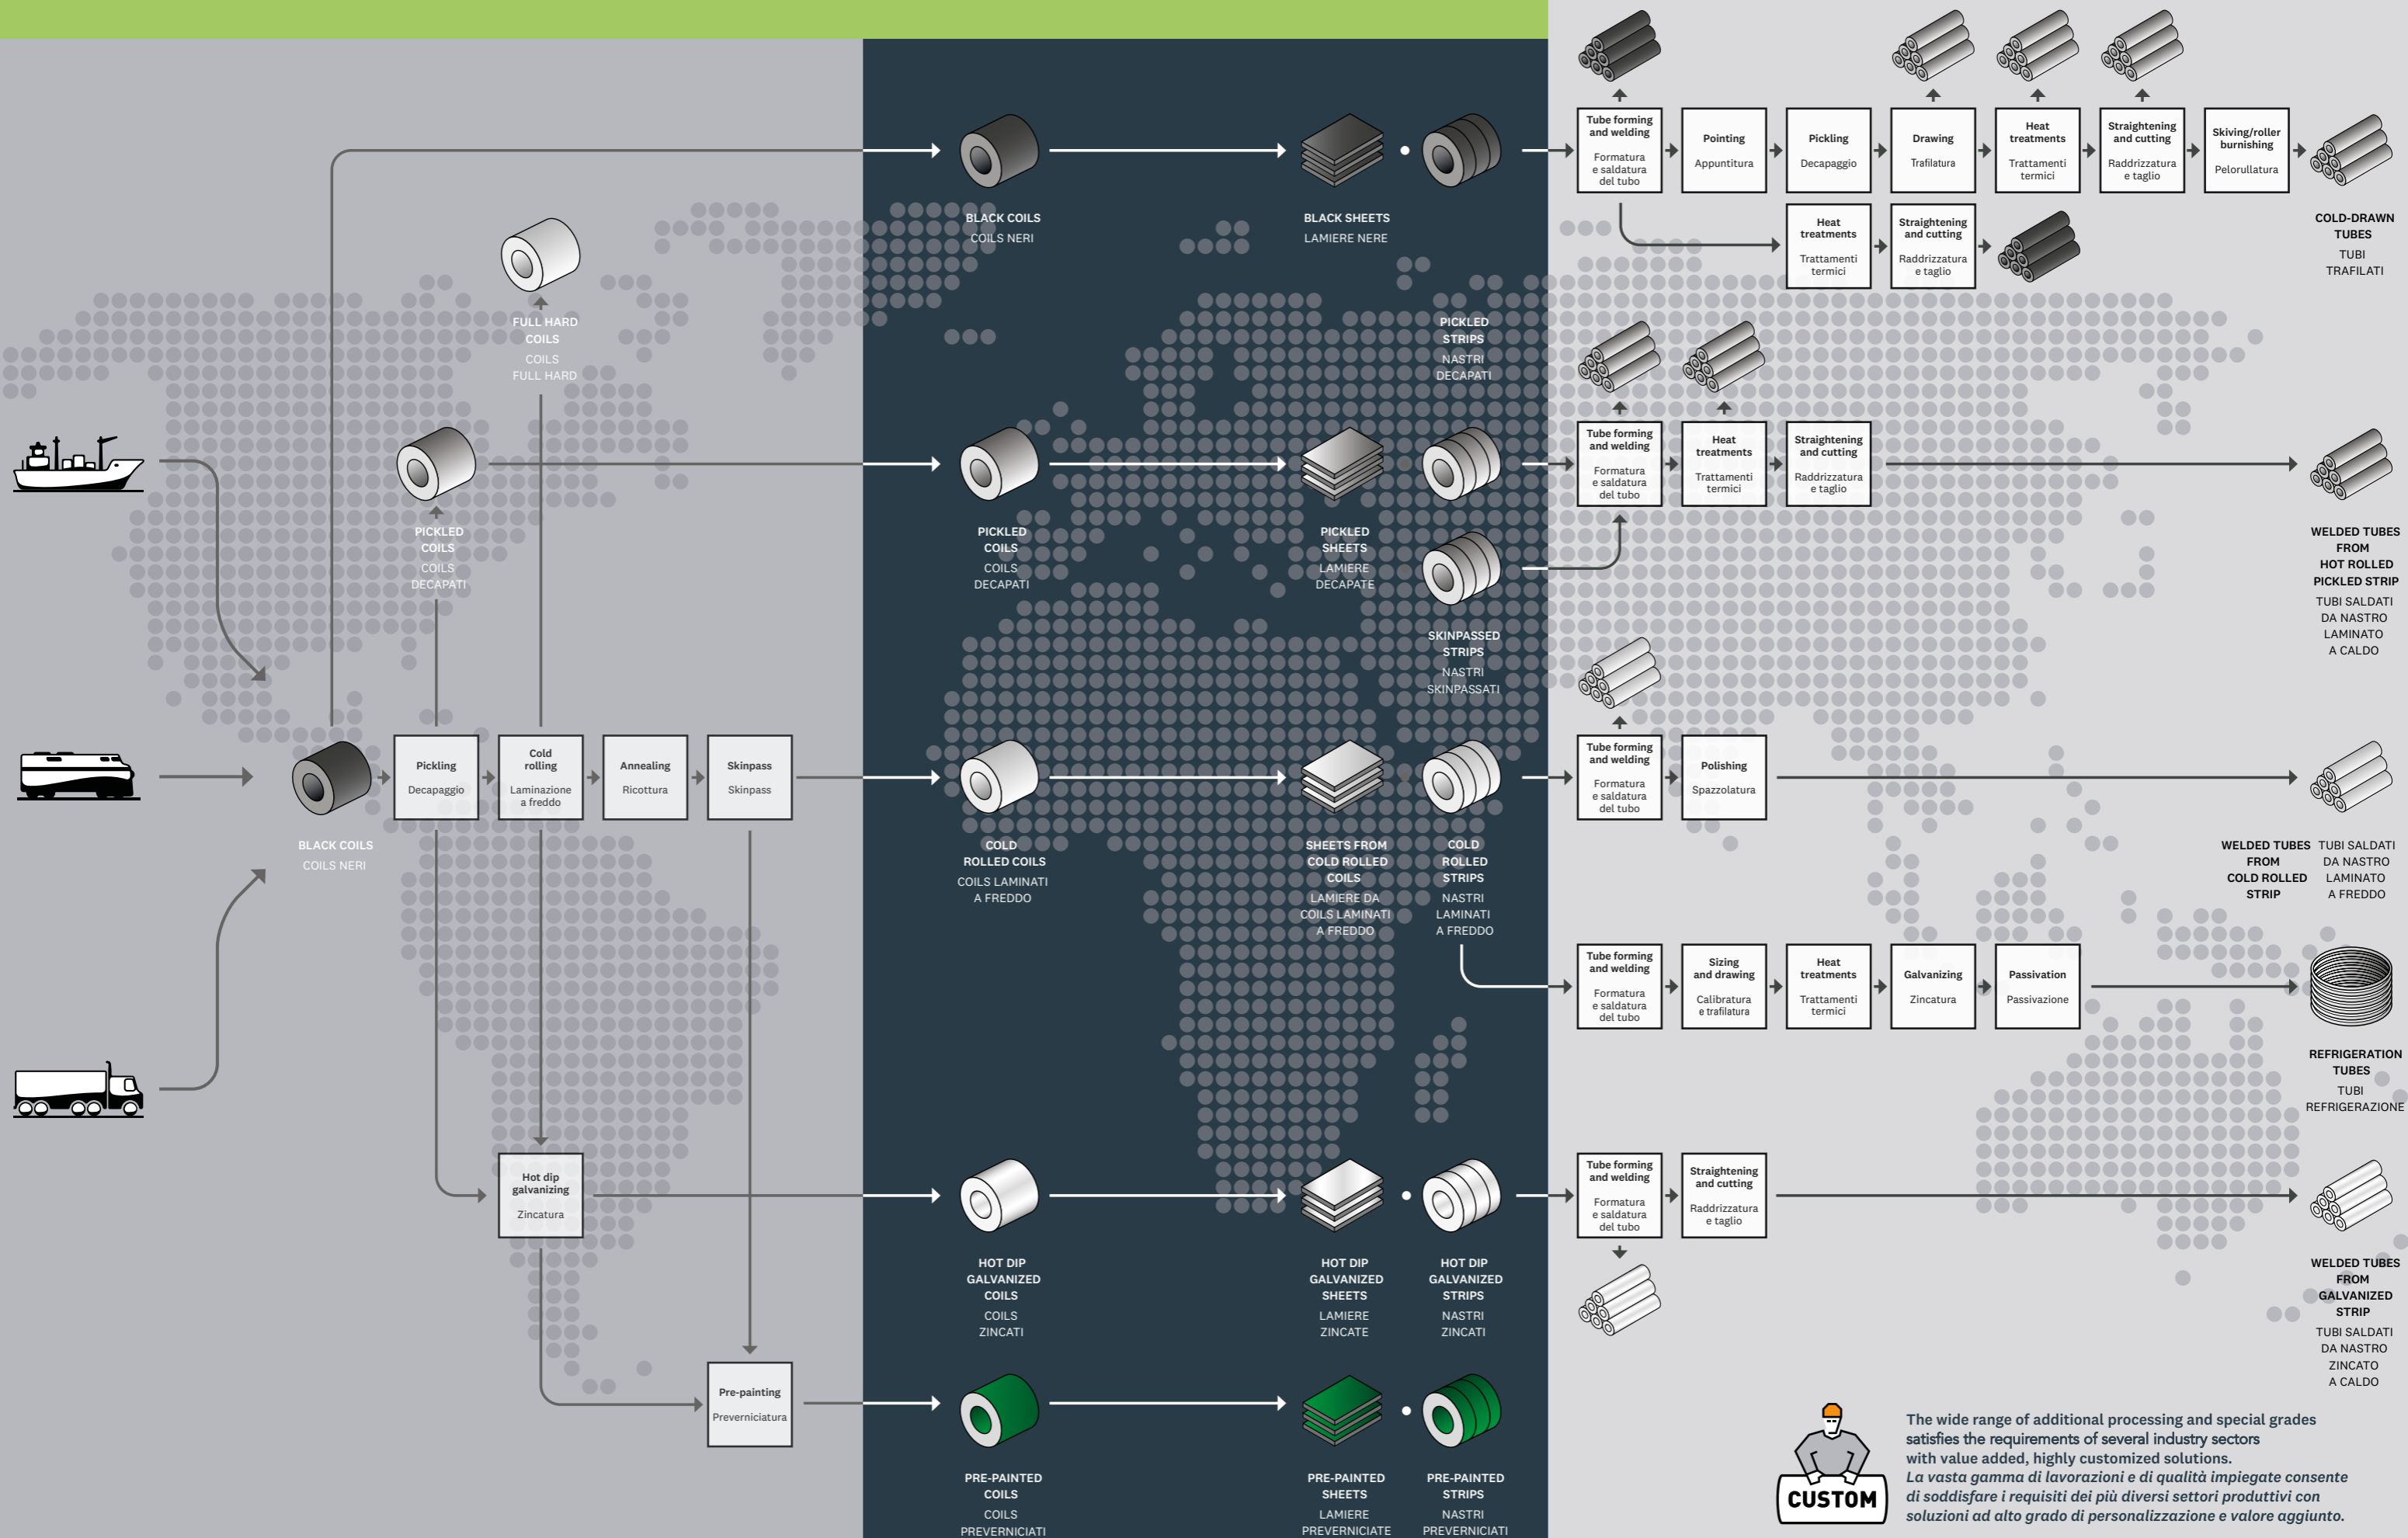 Tube forming
and welding
Formatura
e saldatura
del tubo
Pointing
Appuntitura
Pickling
Decapaggio
Drawing
Trafilatura
Heat
treatments
Trattamenti
termici
Straightening
and cutting
Raddrizzatura
e taglio
Skiving/roller
burnishing
Pelorullatura
BLACK COILS
COILS NERI
BLACK SHEETS
LAMIERE NERE
Heat
treatments
Trattamenti
termici
Straightening
and cutting
Raddrizzatura
e taglio
COLD-DRAWN
TUBES
TUBI
TRAFILATI
FULL HARD
COILS
COILS
FULL HARD
PICKLED
STRIPS
NASTRI
DECAPATI
Tube forming
and welding
Formatura
e saldatura
del tubo
Heat
treatments
Trattamenti
termici
Straightening
and cutting
Raddrizzatura
e taglio
PICKLED
COILS
COILS
DECAPATI
PICKLED
COILS
COILS
DECAPATI
PICKLED
SHEETS
LAMIERE
DECAPATE
WELDED TUBES
FROM
HOT ROLLED
PICKLED STRIP
TUBI SALDATI
DA NASTRO
LAMINATO
A CALDO
SKINPASSED
STRIPS
NASTRI
SKINPASSATI
Pickling
Decapaggio
Cold
rolling
Laminazione
a freddo
Annealing
Ricottura
Skinpass
Skinpass
Tube forming
and welding
Formatura
e saldatura
del tubo
Polishing
Spazzolatura
BLACK COILS
COILS NERI
COLD
ROLLED COILS
COILS LAMINATI
A FREDDO
SHEETS FROM
COLD ROLLED
COILS
LAMIERE DA
COILS LAMINATI
A FREDDO
COLD
ROLLED
STRIPS
NASTRI
LAMINATI
A FREDDO
WELDED TUBES
FROM
COLD ROLLED
STRIP
TUBI SALDATI
DA NASTRO
LAMINATO
A FREDDO
Tube forming
and welding
Formatura
e saldatura
del tubo
Sizing
and drawing
Calibratura
e trafilatura
Heat
treatments
Trattamenti
termici
Galvanizing
Zincatura
Passivation
Passivazione
REFRIGERATION
TUBES
TUBI
REFRIGERAZIONE
Hot dip
galvanizing
Zincatura
Tube forming
and welding
Formatura
e saldatura
del tubo
Straightening
and cutting
Raddrizzatura
e taglio
HOT DIP
GALVANIZED
COILS
COILS
ZINCATI
HOT DIP
GALVANIZED
SHEETS
LAMIERE
ZINCATE
HOT DIP
GALVANIZED
STRIPS
NASTRI
ZINCATI
WELDED TUBES
FROM
GALVANIZED
STRIP
TUBI SALDATI
DA NASTRO
ZINCATO
A CALDO
Pre-painting
Preverniciatura
PRE-PAINTED
COILS
COILS
PREVERNICIATI
PRE-PAINTED
SHEETS
LAMIERE
PREVERNICIATE
PRE-PAINTED
STRIPS
NASTRI
PREVERNICIATI
CUSTOM
The wide range of additional processing and special grades
satisfies the requirements of several industry sectors
with value added, highly customized solutions.
La vasta gamma di lavorazioni e di qualità impiegate consente
di soddisfare i requisiti dei più diversi settori produttivi con
soluzioni ad alto grado di personalizzazione e valore aggiunto.